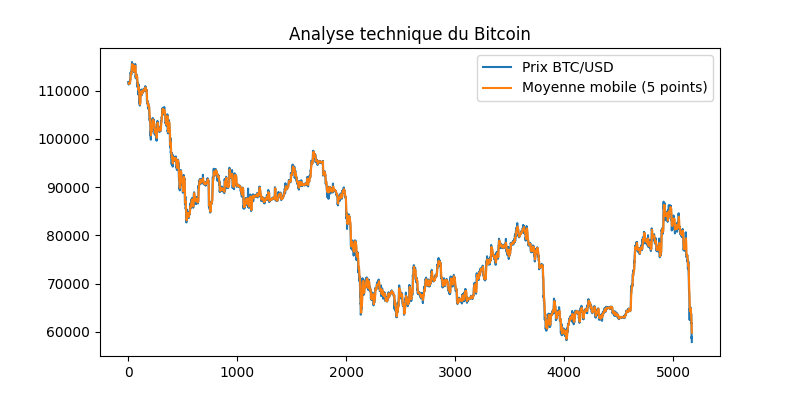 Analyse technique du Bitcoin
Prix BTC/USD
Moyenne mobile (5 points)
110000
100000
90000
80000
70000
60000
0 1000 2000 3000 4000 5000